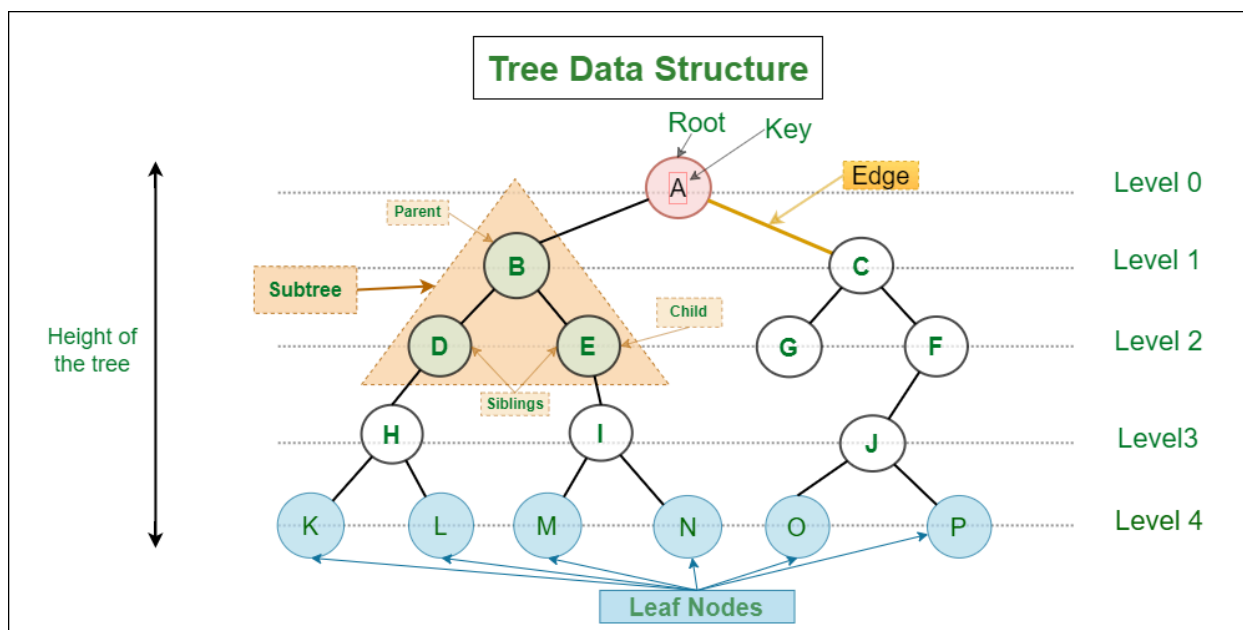 Tree Data Structure
Root
Key
A
Edge
Level 0
Parent
B
C
Level 1
Subtree
Child
Height of
the tree
D
E
G
F
Level 2
Siblings
H
I
J
Level3
K
L
M
N
O
P
Level 4
Leaf Nodes